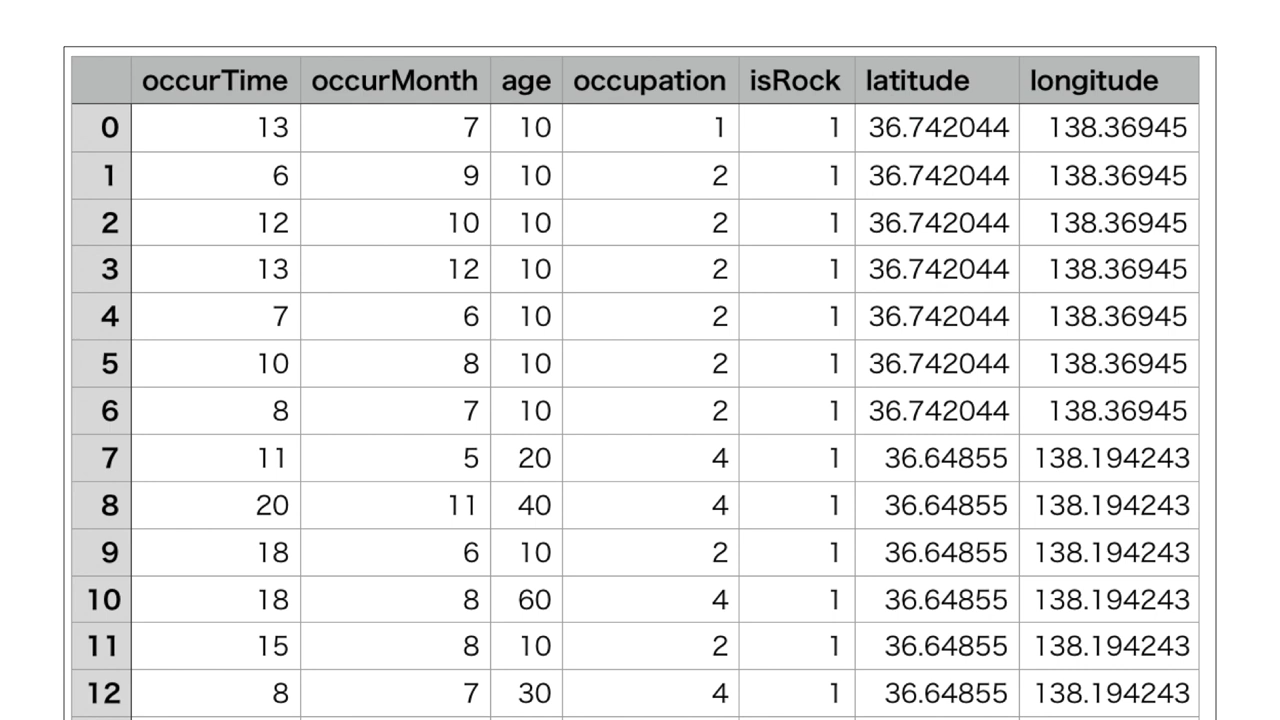 occurTime occurMonth age occupation isRock latitude longitude
0 13 7 10 1 1 36.742044 138.36945
1 6 9 10 2 1 36.742044 138.36945
2 12 10 10 2 1 36.742044 138.36945
3 13 12 10 2 1 36.742044 138.36945
4 7 6 10 2 1 36.742044 138.36945
5 10 8 10 2 1 36.742044 138.36945
6 8 7 10 2 1 36.742044 138.36945
7 11 5 20 4 1 36.64855 138.194243
8 20 11 40 4 1 36.64855 138.194243
9 18 6 10 2 1 36.64855 138.194243
10 18 8 60 4 1 36.64855 138.194243
11 15 8 10 2 1 36.64855 138.194243
12 8 7 30 4 1 36.64855 138.194243